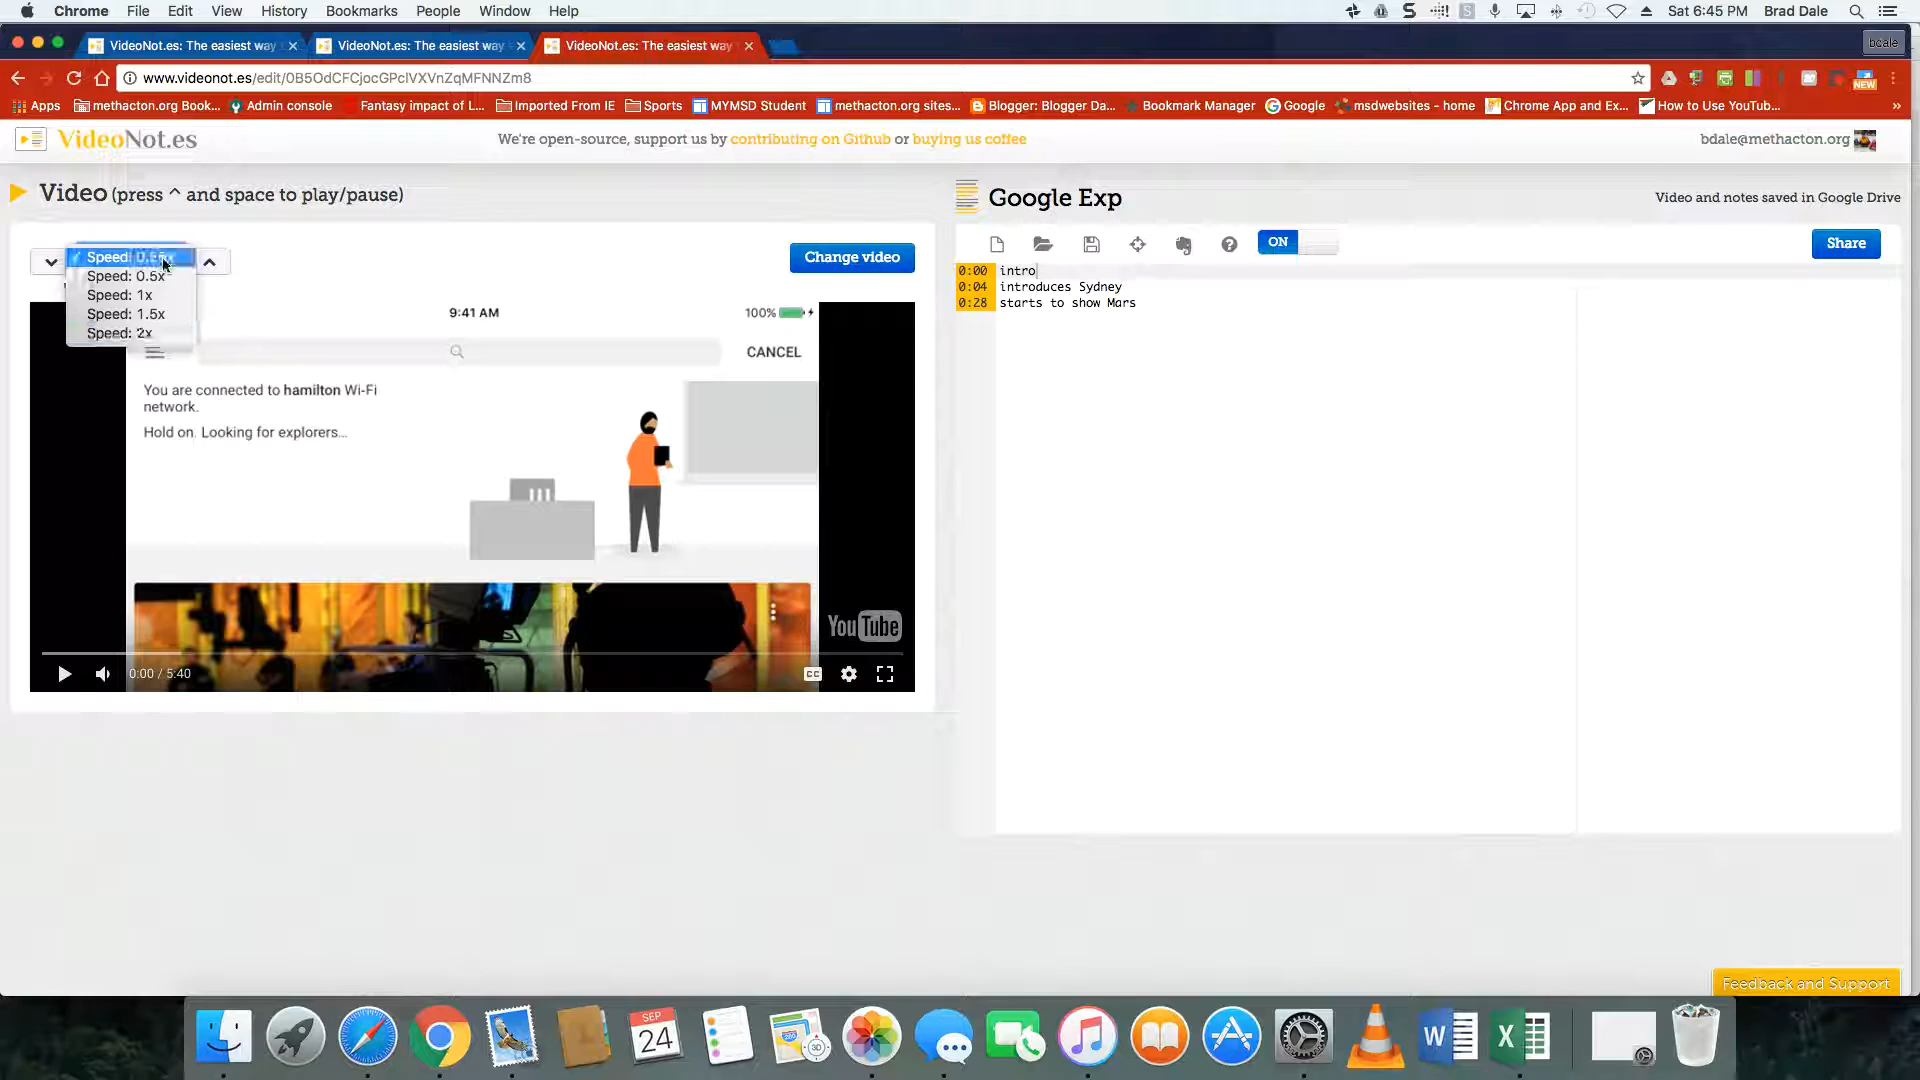 Chrome File Edit View History Bookmarks People Window Help Sat 6:45 PM Brad Dale
VideoNot.es: The easiest way VideoNot.es: The easiest way VideoNot.es: The easiest way bdale
www.videonot.es/edit/0B5OdCFCjocGPclVXVnZqMFNNZm8
Apps methacton.org Book... Admin console Fantasy impact of L... Imported From IE Sports MYMSD Student methacton.org sites... Blogger: Blogger Da... Bookmark Manager Google msdwebsites - home Chrome App and Ex... How to Use YouTub... NEW »
VideoNot.es We're open-source, support us by contributing on Github or buying us coffee bdale@methacton.org
Video (press ^ and space to play/pause) Google Exp Video and notes saved in Google Drive
ON Share
Change video
Speed:
Speed: 0.5x
Speed: 1x
Speed: 1.5x
Speed: 2x
0:00 intro
0:04 introduces Sydney
0:28 starts to show Mars
9:41 AM 100%
CANCEL
You are connected to hamilton Wi-Fi
network.
Hold on. Looking for explorers...
YouTube
0:00 / 5:40 CC
Feedback and Support
SEP
24
3D
W X